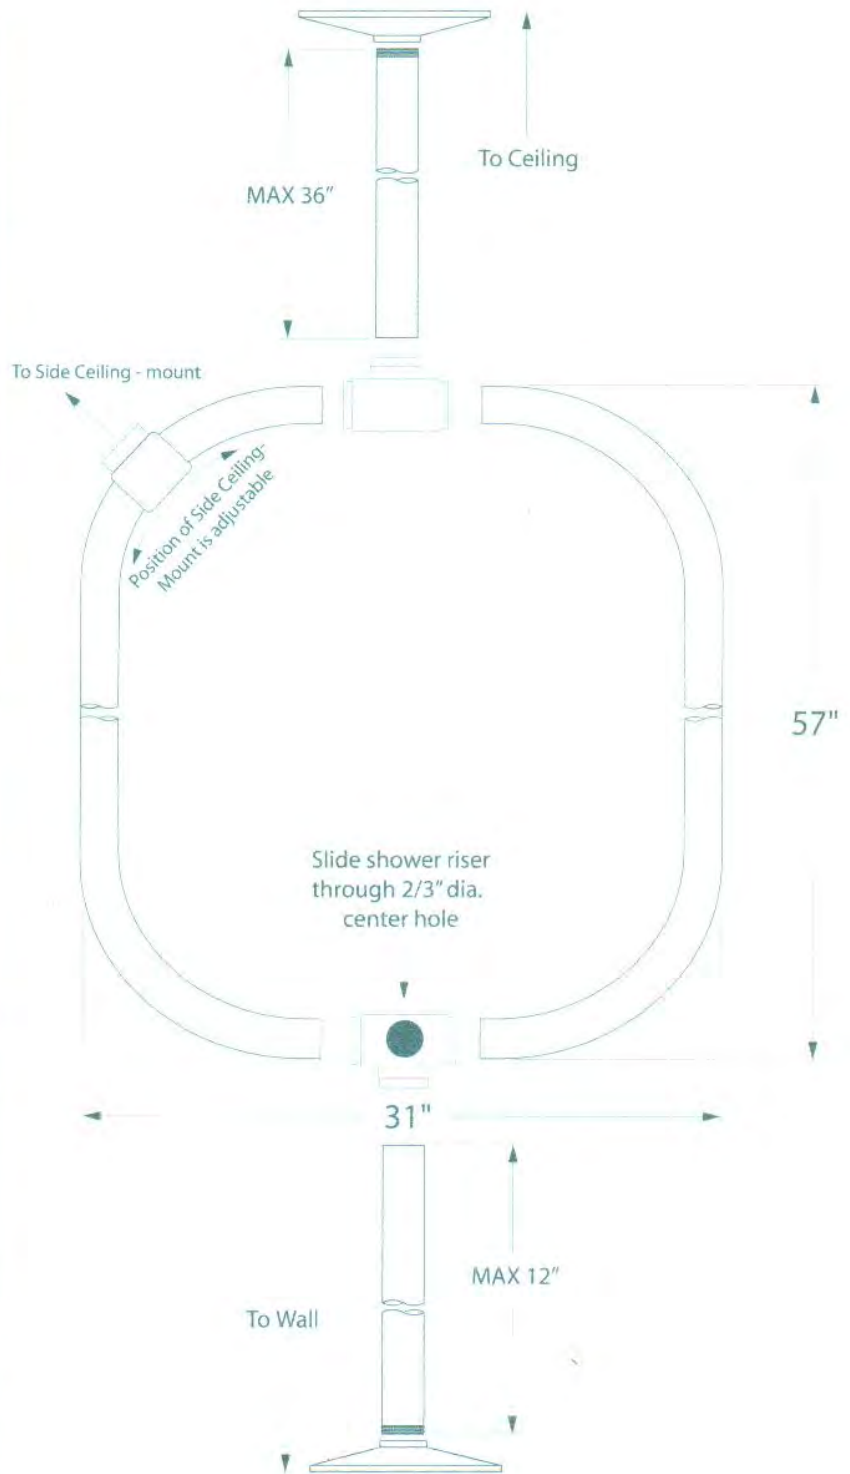 To Ceiling
MAX 36"
To Side Ceiling - mount
Position of Side Ceiling-
Mount is adjustable
57"
Slide shower riser
through 2/3" dia.
center hole
31"
MAX 12"
To Wall